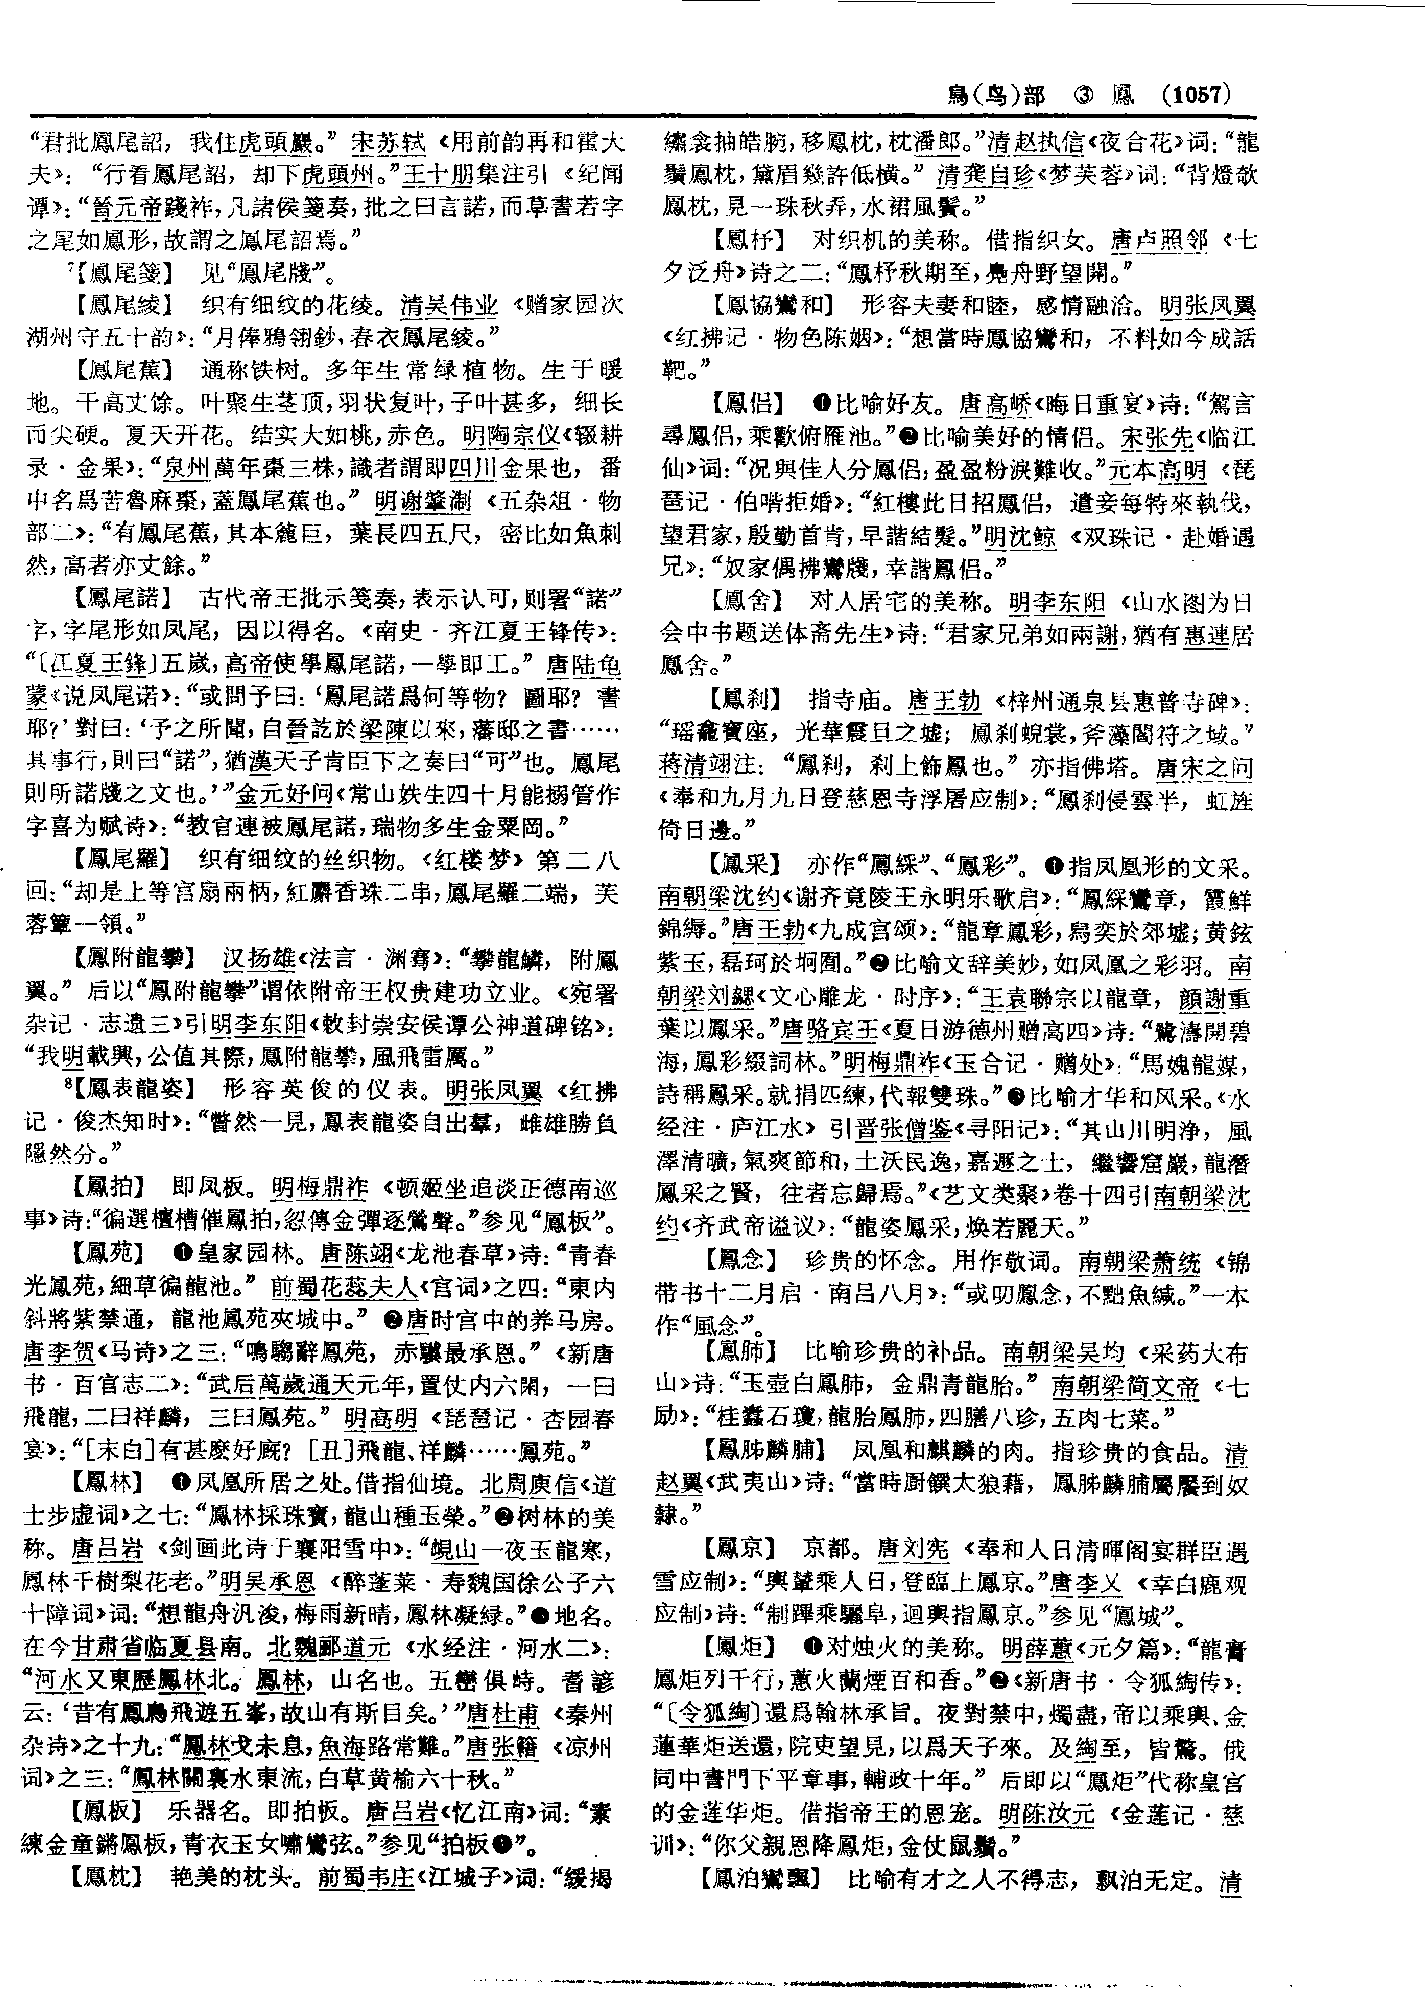 鳥(鸟)部 ③ 鳳 (1057)
“君批鳳尾詔，我住虎頭巖。”宋苏轼《用前韵再和霍大
夫》：“行看鳳尾詔，却下虎頭州。”王十朋集注引《纪闻
谭》：“晉元帝踐祚，凡諸侯箋奏，批之曰言諾，而草書若字
之尾如鳳形，故謂之鳳尾詔焉。”
7【鳳尾箋】 见“鳳尾牋”。
【鳳尾綾】 织有细纹的花绫。清吴伟业《赠家园次
湖州守五十韵》：“月俸鴉翎鈔，春衣鳳尾綾。”
【鳳尾蕉】 通称铁树。多年生常绿植物。生于暖
地。干高丈馀。叶聚生茎顶，羽状复叶，子叶甚多，细长
而尖硬。夏天开花。结实大如桃，赤色。明陶宗仪《辍耕
录·金果》：“泉州萬年棗三株，識者謂即四川金果也，番
中名爲苦魯麻棗，蓋鳳尾蕉也。”明谢肇淛《五杂俎·物
部二》：“有鳳尾蕉，其本麄巨，葉長四五尺，密比如魚刺
然，高者亦丈餘。”
【鳳尾諾】 古代帝王批示笺奏，表示认可，则署“諾”
字，字尾形如凤尾，因以得名。《南史·齐江夏王锋传》：
“〔江夏王鋒〕五歲，高帝使學鳳尾諾，一學即工。”唐陆龟
蒙《说凤尾诺》：“或問予曰：‘鳳尾諾爲何等物？圖耶？書
耶？’對曰：‘予之所聞，自晉訖於梁陳以來，藩邸之書……
其事行，則曰“諾”，猶漢天子肯臣下之奏曰“可”也。鳳尾
則所諾牋之文也。’”金元好问《常山妷生四十月能搦管作
字喜为赋诗》：“教官連被鳳尾諾，瑞物多生金粟岡。”
【鳳尾羅】 织有细纹的丝织物。《红楼梦》第二八
回：“却是上等宫扇兩柄，紅麝香珠二串，鳳尾羅二端，芙
蓉簟一領。”
【鳳附龍攀】 汉扬雄《法言·渊骞》：“攀龍鱗，附鳳
翼。”后以“鳳附龍攀”谓依附帝王权贵建功立业。《宛署
杂记·志遗三》引明李东阳《敕封崇安侯谭公神道碑铭》：
“我明載興，公值其際，鳳附龍攀，風飛雷厲。”
8【鳳表龍姿】 形容英俊的仪表。明张凤翼《红拂
记·俊杰知时》：“瞥然一見，鳳表龍姿自出羣，雌雄勝負
隱然分。”
【鳳拍】 即凤板。明梅鼎祚《顿姬坐追谈正德南巡
事》诗：“徧選檀槽催鳳拍，忽傳金彈逐鶯聲。”参见“鳳板”。
【鳳苑】 ❶皇家园林。唐陈翊《龙池春草》诗：“青春
光鳳苑，細草徧龍池。”前蜀花蕊夫人《宫词》之四：“東内
斜將紫禁通，龍池鳳苑夾城中。”❷唐时宫中的养马房。
唐李贺《马诗》之三：“鳴騶辭鳳苑，赤驥最承恩。”《新唐
书·百官志二》：“武后萬歲通天元年，置仗内六閑，一曰
飛龍，二曰祥麟，三曰鳳苑。”明高明《琵琶记·杏园春
宴》：“[末白]有甚麽好厩？[丑]飛龍、祥麟……鳳苑。”
【鳳林】 ❶凤凰所居之处。借指仙境。北周庾信《道
士步虚词》之七：“鳳林採珠實，龍山種玉榮。”❷树林的美
称。唐吕岩《剑画此诗于襄阳雪中》：“峴山一夜玉龍寒，
鳳林千樹梨花老。”明吴承恩《醉蓬莱·寿魏国徐公子六
十障词》词：“想龍舟汎浚，梅雨新晴，鳳林凝緑。”❸地名。
在今甘肃省临夏县南。北魏郦道元《水经注·河水二》：
“河水又東歷鳳林北。鳳林，山名也。五巒俱峙。耆諺
云：‘昔有鳳鳥飛遊五峯，故山有斯目矣。’”唐杜甫《秦州
杂诗》之十九：“鳳林戈未息，魚海路常難。”唐张籍《凉州
词》之三：“鳳林關裏水東流，白草黄榆六十秋。”
【鳳板】 乐器名。即拍板。唐吕岩《忆江南》词：“素
練金童鏘鳳板，青衣玉女嘯鸞弦。”参见“拍板❶”。
【鳳枕】 艳美的枕头。前蜀韦庄《江城子》词：“緩揭
繡衾抽皓腕，移鳳枕，枕潘郎。”清赵执信《夜合花》词：“龍
鬚鳳枕，黛眉幾許低横。”清龚自珍《梦芙蓉》词：“背燈欹
鳳枕，見一珠秋弄，水裙風鬢。”
【鳳杼】 对织机的美称。借指织女。唐卢照邻《七
夕泛舟》诗之二：“鳳杼秋期至，鳧舟野望開。”
【鳳協鸞和】 形容夫妻和睦，感情融洽。明张凤翼
《红拂记·物色陈姻》：“想當時鳳協鸞和，不料如今成話
靶。”
【鳳侣】 ❶比喻好友。唐高峤《晦日重宴》诗：“駕言
尋鳳侣，乘歡俯雁池。”❷比喻美好的情侣。宋张先《临江
仙》词：“况與佳人分鳳侣，盈盈粉淚難收。”元本高明《琵
琶记·伯喈拒婚》：“紅樓此日招鳳侣，遣妾每特來執伐，
望君家，殷勤首肯，早諧結髮。”明沈鲸《双珠记·赴婚遇
兄》：“奴家偶拂鸞牋，幸諧鳳侣。”
【鳳舍】 对人居宅的美称。明李东阳《山水图为日
会中书题送体斋先生》诗：“君家兄弟如兩謝，猶有惠連居
鳳舍。”
【鳳刹】 指寺庙。唐王勃《梓州通泉县惠普寺碑》：
“瑶龕寶座，光華震旦之墟；鳳刹蜺裳，斧藻閻符之域。”
蒋清翊注：“鳳刹，刹上飾鳳也。”亦指佛塔。唐宋之问
《奉和九月九日登慈恩寺浮屠应制》：“鳳刹侵雲半，虹旌
倚日邊。”
【鳳采】 亦作“鳳綵”、“鳳彩”。❶指凤凰形的文采。
南朝梁沈约《谢齐竟陵王永明乐歌启》：“鳳綵鸞章，霞鮮
錦縟。”唐王勃《九成宫颂》：“龍章鳳彩，舄奕於郊墟；黄鉉
紫玉，磊珂於坰囿。”❷比喻文辞美妙，如凤凰之彩羽。南
朝梁刘勰《文心雕龙·时序》：“王袁聯宗以龍章，顔謝重
葉以鳳采。”唐骆宾王《夏日游德州赠高四》诗：“鷺濤開碧
海，鳳彩綴詞林。”明梅鼎祚《玉合记·赠处》：“馬媿龍媒，
詩稱鳳采。就捐匹練，代報雙珠。”❸比喻才华和风采。《水
经注·庐江水》引晋张僧鉴《寻阳记》：“其山川明净，風
澤清曠，氣爽節和，土沃民逸，嘉遯之士，繼響窟巖，龍潛
鳳采之賢，往者忘歸焉。”《艺文类聚》卷十四引南朝梁沈
约《齐武帝谥议》：“龍姿鳳采，焕若麗天。”
【鳳念】 珍贵的怀念。用作敬词。南朝梁萧统《锦
带书十二月启·南吕八月》：“或叨鳳念，不黜魚緘。”一本
作“風念”。
【鳳肺】 比喻珍贵的补品。南朝梁吴均《采药大布
山》诗：“玉壺白鳳肺，金鼎青龍胎。”南朝梁简文帝《七
励》：“桂蠹石瓊，龍胎鳳肺，四膳八珍，五肉七菜。”
【鳳胏麟脯】 凤凰和麒麟的肉。指珍贵的食品。清
赵翼《武夷山》诗：“當時厨饌太狼藉，鳳胏麟脯屬饜到奴
隸。”
【鳳京】 京都。唐刘宪《奉和人日清晖阁宴群臣遇
雪应制》：“輿輦乘人日，登臨上鳳京。”唐李乂《幸白鹿观
应制》诗：“制蹕乘驪阜，迴輿指鳳京。”参见“鳳城”。
【鳳炬】 ❶对烛火的美称。明薛蕙《元夕篇》：“龍膏
鳳炬列千行，蕙火蘭煙百和香。”❷《新唐书·令狐绹传》：
“〔令狐綯〕還爲翰林承旨。夜對禁中，燭盡，帝以乘輿、金
蓮華炬送還，院吏望見，以爲天子來。及綯至，皆驚。俄
同中書門下平章事，輔政十年。”后即以“鳳炬”代称皇宫
的金莲华炬。借指帝王的恩宠。明陈汝元《金莲记·慈
训》：“你父親恩降鳳炬，金仗鼠鬚。”
【鳳泊鸞飄】 比喻有才之人不得志，飘泊无定。清